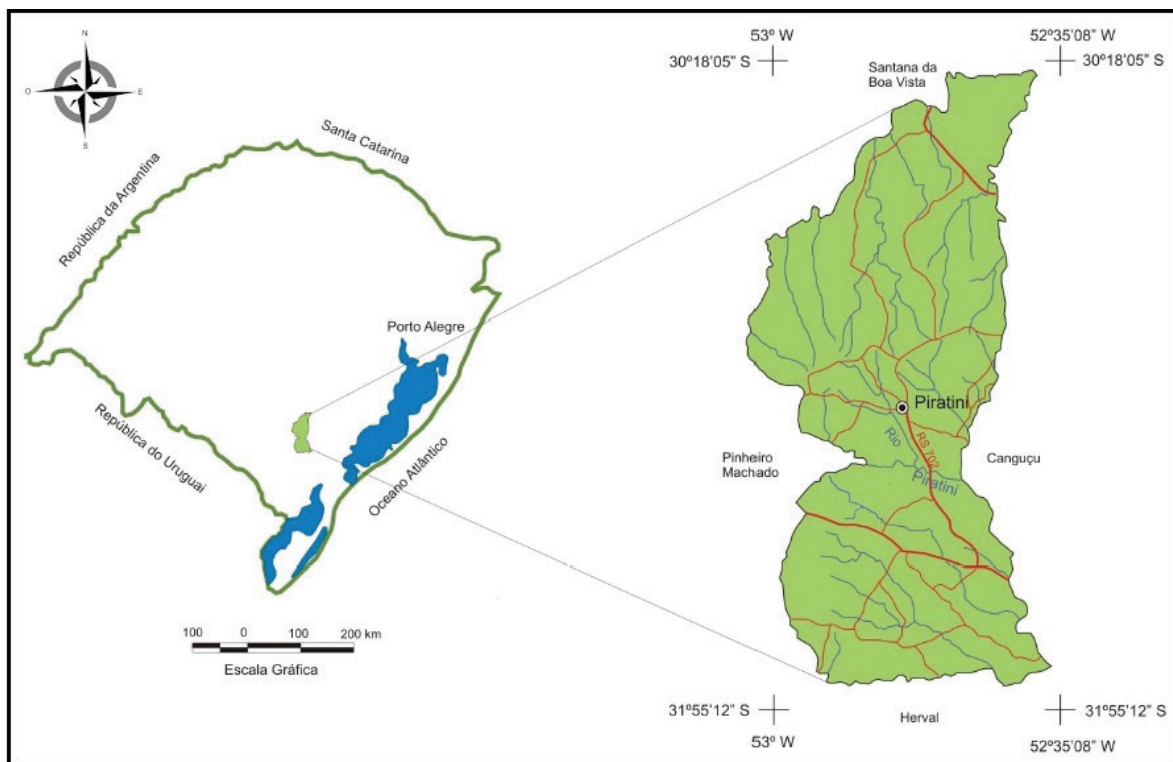 N
O
E
S
Santa Catarina
República da Argentina
Porto Alegre
República do Uruguai
Oceano Atlântico
100 0 100 200 km
Escala Gráfica
53º W
52º35'08” W
30º18'05” S
30º18'05” S
Santana da
Boa Vista
Piratini
Rio
RS 702
Piratini
Pinheiro
Machado
Canguçu
31º55'12” S
31º55'12” S
Herval
53º W
52º35'08” W